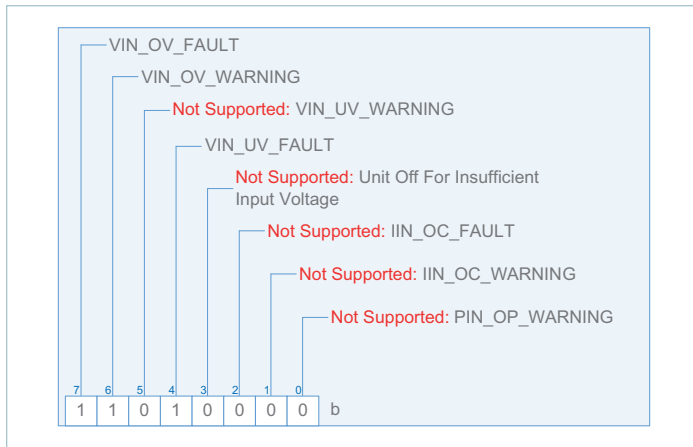 VIN_OV_FAULT
VIN_OV_WARNING
Not Supported: VIN_UV_WARNING
VIN_UV_FAULT
Not Supported: Unit Off For Insufficient
Input Voltage
Not Supported: IIN_OC_FAULT
Not Supported: IIN_OC_WARNING
Not Supported: PIN_OP_WARNING
7 6 5 4 3 2 1 0
1 1 0 1 0 0 0 0 b